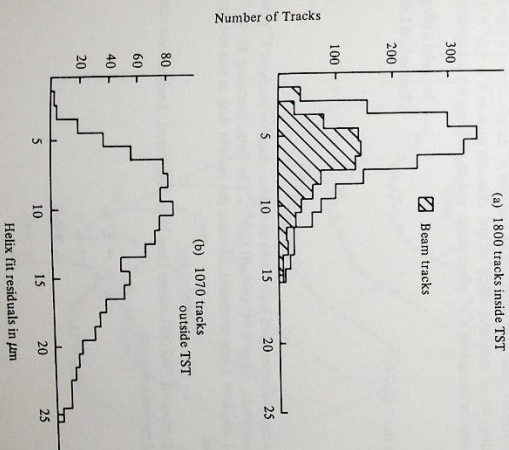 Number of Tracks
(a) 1800 tracks inside TST
Beam tracks
100
200
300
5
10
15
20
25
(b) 1070 tracks
outside TST
20
40
60
80
5
10
15
20
25
Helix fit residuals in μm